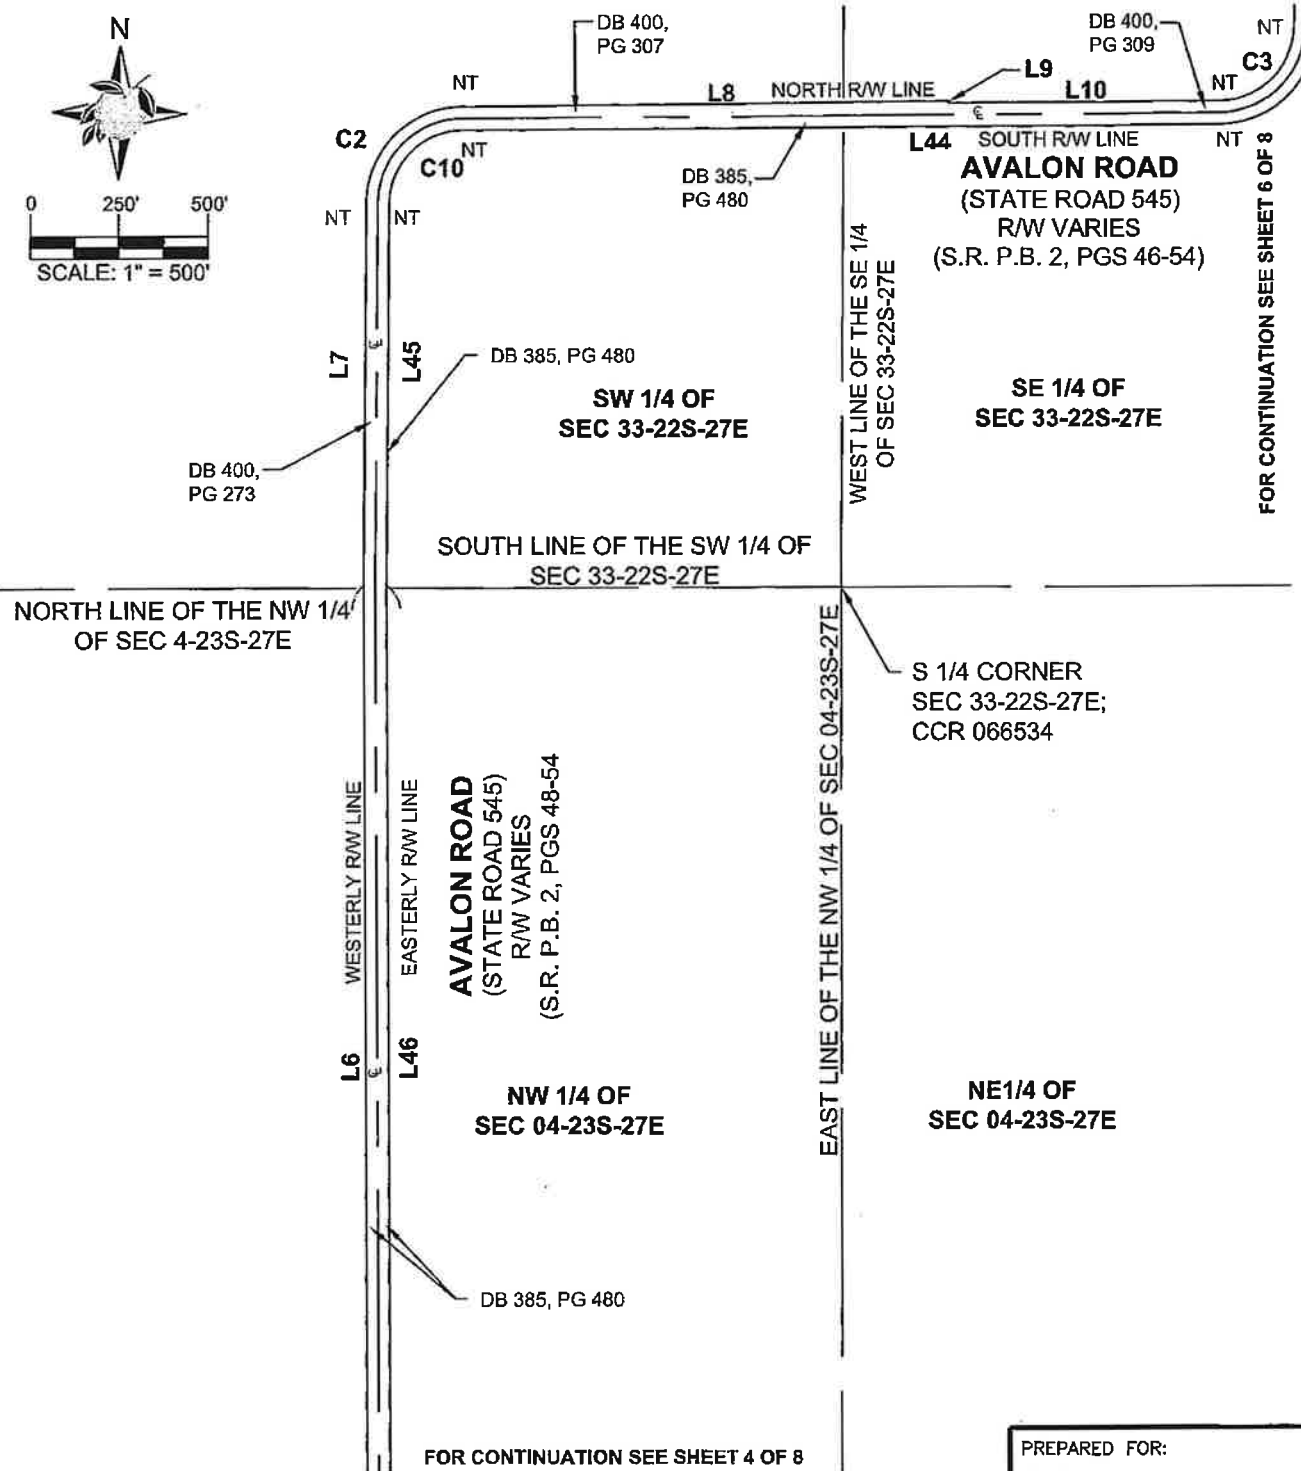 N
0 250' 500'
SCALE: 1" = 500'
DB 400,
PG 307
DB 400,
PG 309
NT
C3
NT
L9
NT
L8
NORTH R/W LINE
L10
C2
NT
C10
℄
L44
SOUTH R/W LINE
NT
AVALON ROAD
(STATE ROAD 545)
R/W VARIES
(S.R. P.B. 2, PGS 46-54)
DB 385,
PG 480
NT
NT
FOR CONTINUATION SEE SHEET 6 OF 8
WEST LINE OF THE SE 1/4
OF SEC 33-22S-27E
L7
℄
L45
DB 385, PG 480
SW 1/4 OF
SEC 33-22S-27E
SE 1/4 OF
SEC 33-22S-27E
DB 400,
PG 273
SOUTH LINE OF THE SW 1/4 OF
SEC 33-22S-27E
NORTH LINE OF THE NW 1/4
OF SEC 4-23S-27E
S 1/4 CORNER
SEC 33-22S-27E;
CCR 066534
EAST LINE OF THE NW 1/4 OF SEC 04-23S-27E
WESTERLY R/W LINE
EASTERLY R/W LINE
AVALON ROAD
(STATE ROAD 545)
R/W VARIES
(S.R. P.B. 2, PGS 48-54
L6
℄
L46
NW 1/4 OF
SEC 04-23S-27E
NE1/4 OF
SEC 04-23S-27E
DB 385, PG 480
FOR CONTINUATION SEE SHEET 4 OF 8
PREPARED FOR: